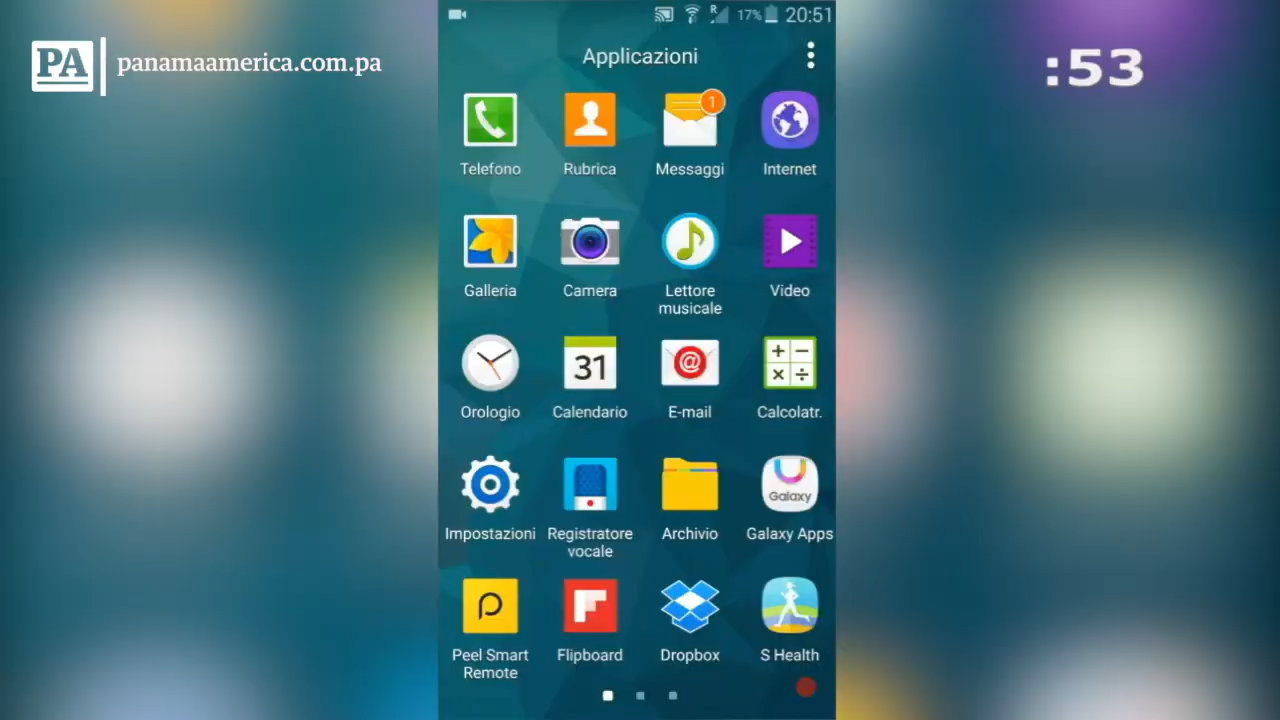 PA panamaamerica.com.pa
:53
R 17% 20:51
Applicazioni
1
Telefono Rubrica Messaggi Internet
Galleria Camera Lettore musicale Video
31
@
+ − × ÷
Orologio Calendario E-mail Calcolatr.
Galaxy
Impostazioni Registratore vocale Archivio Galaxy Apps
Peel Smart Remote Flipboard Dropbox S Health